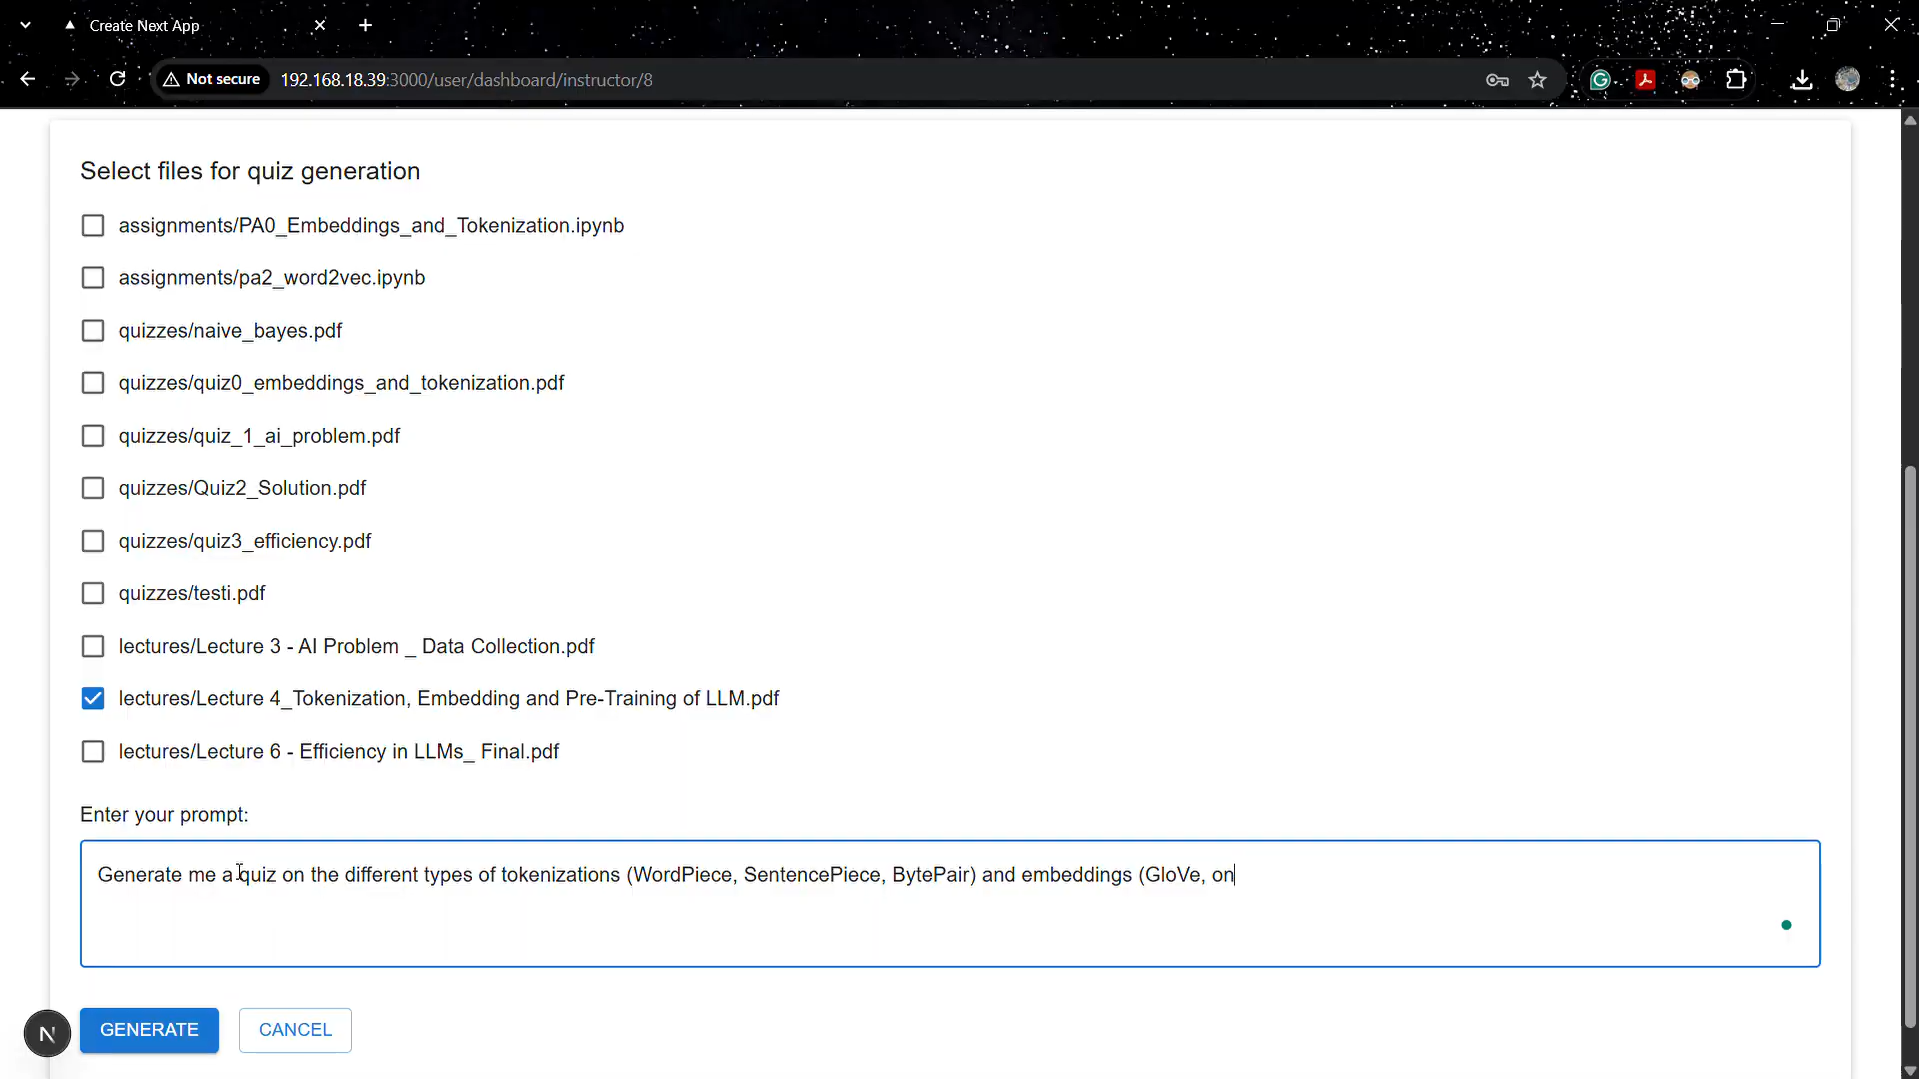 Create Next App
Not secure 192.168.18.39:3000/user/dashboard/instructor/8
Select files for quiz generation
assignments/PA0_Embeddings_and_Tokenization.ipynb
assignments/pa2_word2vec.ipynb
quizzes/naive_bayes.pdf
quizzes/quiz0_embeddings_and_tokenization.pdf
quizzes/quiz_1_ai_problem.pdf
quizzes/Quiz2_Solution.pdf
quizzes/quiz3_efficiency.pdf
quizzes/testi.pdf
lectures/Lecture 3 - AI Problem _ Data Collection.pdf
lectures/Lecture 4_Tokenization, Embedding and Pre-Training of LLM.pdf
lectures/Lecture 6 - Efficiency in LLMs_ Final.pdf
Enter your prompt:
Generate me a quiz on the different types of tokenizations (WordPiece, SentencePiece, BytePair) and embeddings (GloVe, on
N GENERATE CANCEL